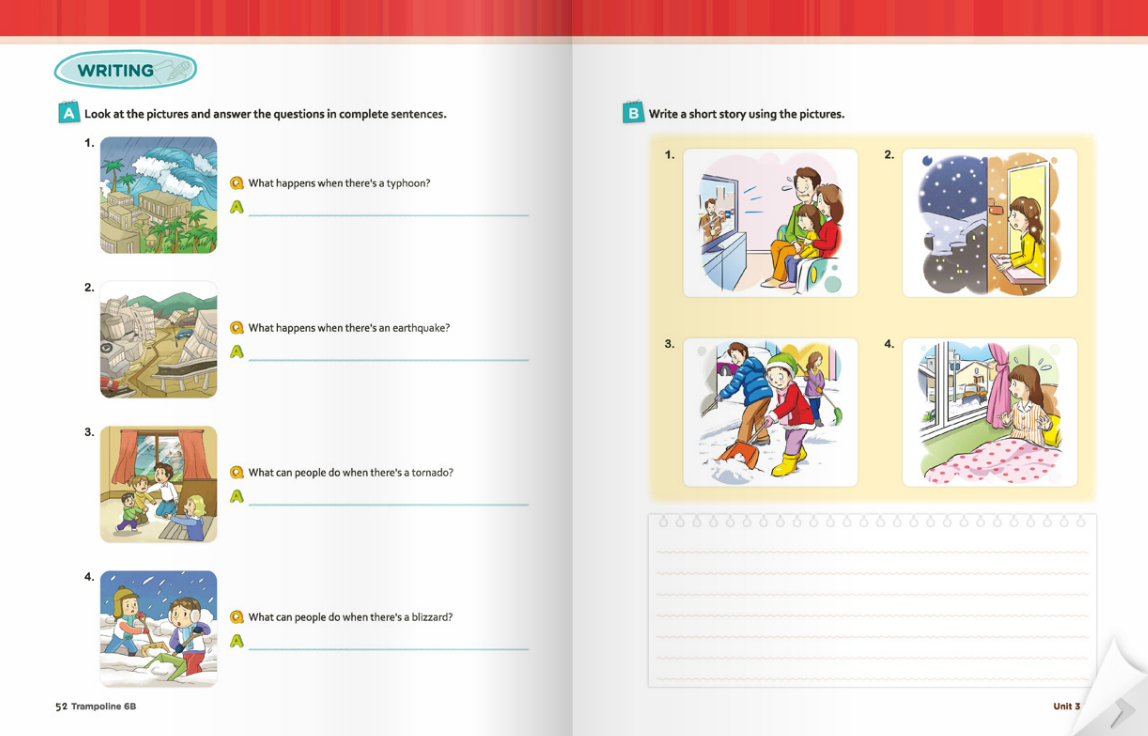 WRITING
A Look at the pictures and answer the questions in complete sentences.
1.
Q What happens when there's a typhoon?
A
2.
Q What happens when there's an earthquake?
A
3.
Q What can people do when there's a tornado?
A
4.
Q What can people do when there's a blizzard?
A
52 Trampoline 6B
B Write a short story using the pictures.
1.
2.
3.
4.
Unit 3